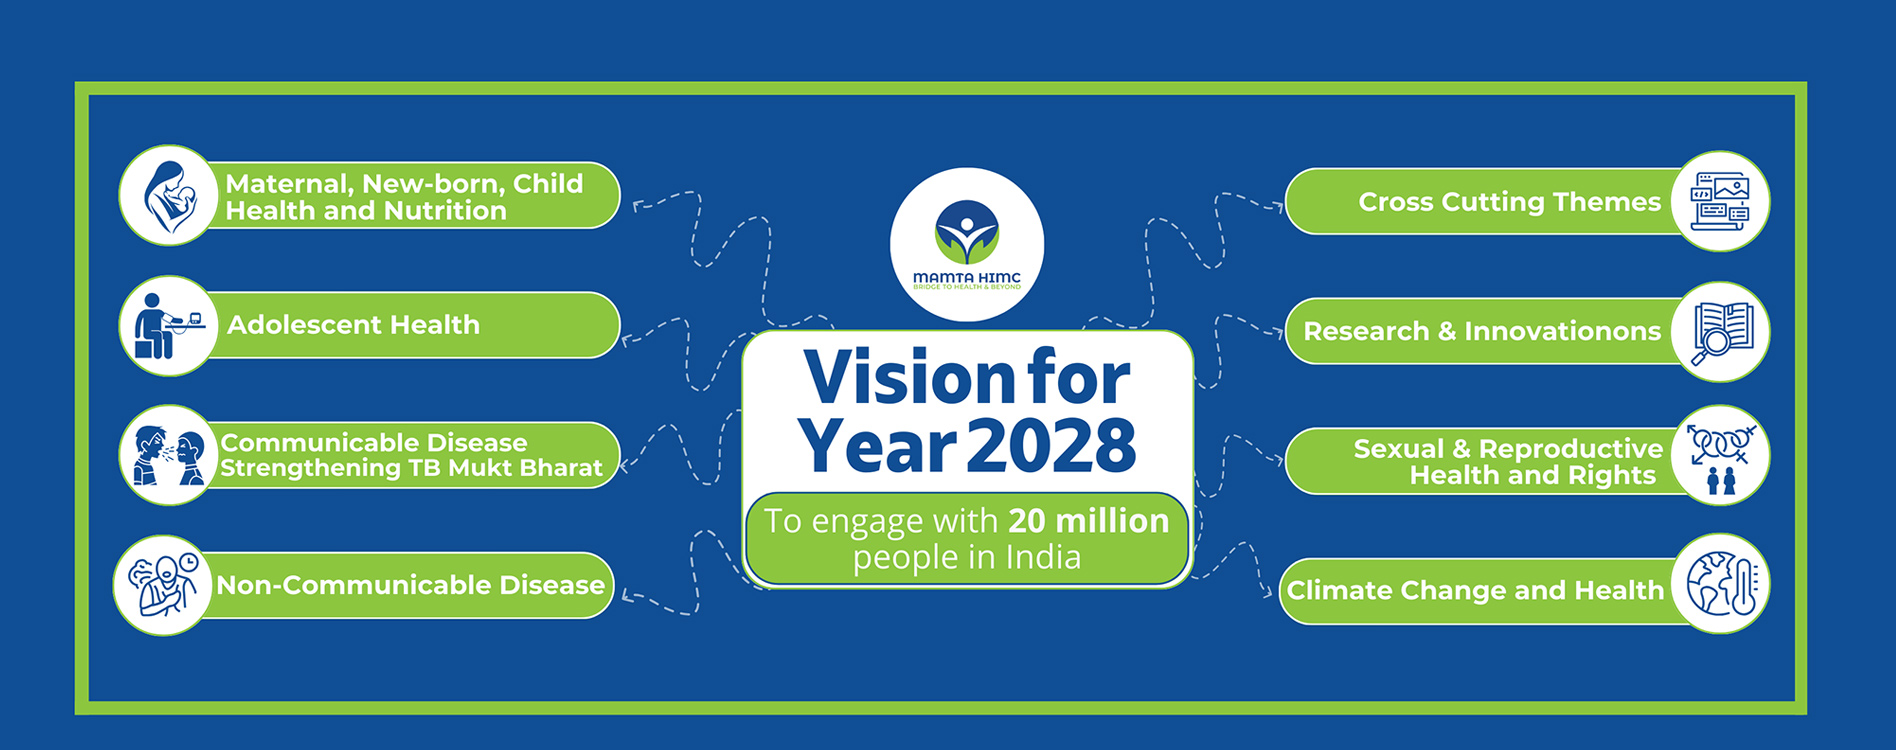 Maternal, New-born, Child
Health and Nutrition
Adolescent Health
Communicable Disease
Strengthening TB Mukt Bharat
Non-Communicable Disease
MAMTA HIMC
BRIDGE TO HEALTH & BEYOND
Vision for
Year 2028
To engage with 20 million
people in India
Cross Cutting Themes
Research & Innovationons
Sexual & Reproductive
Health and Rights
Climate Change and Health